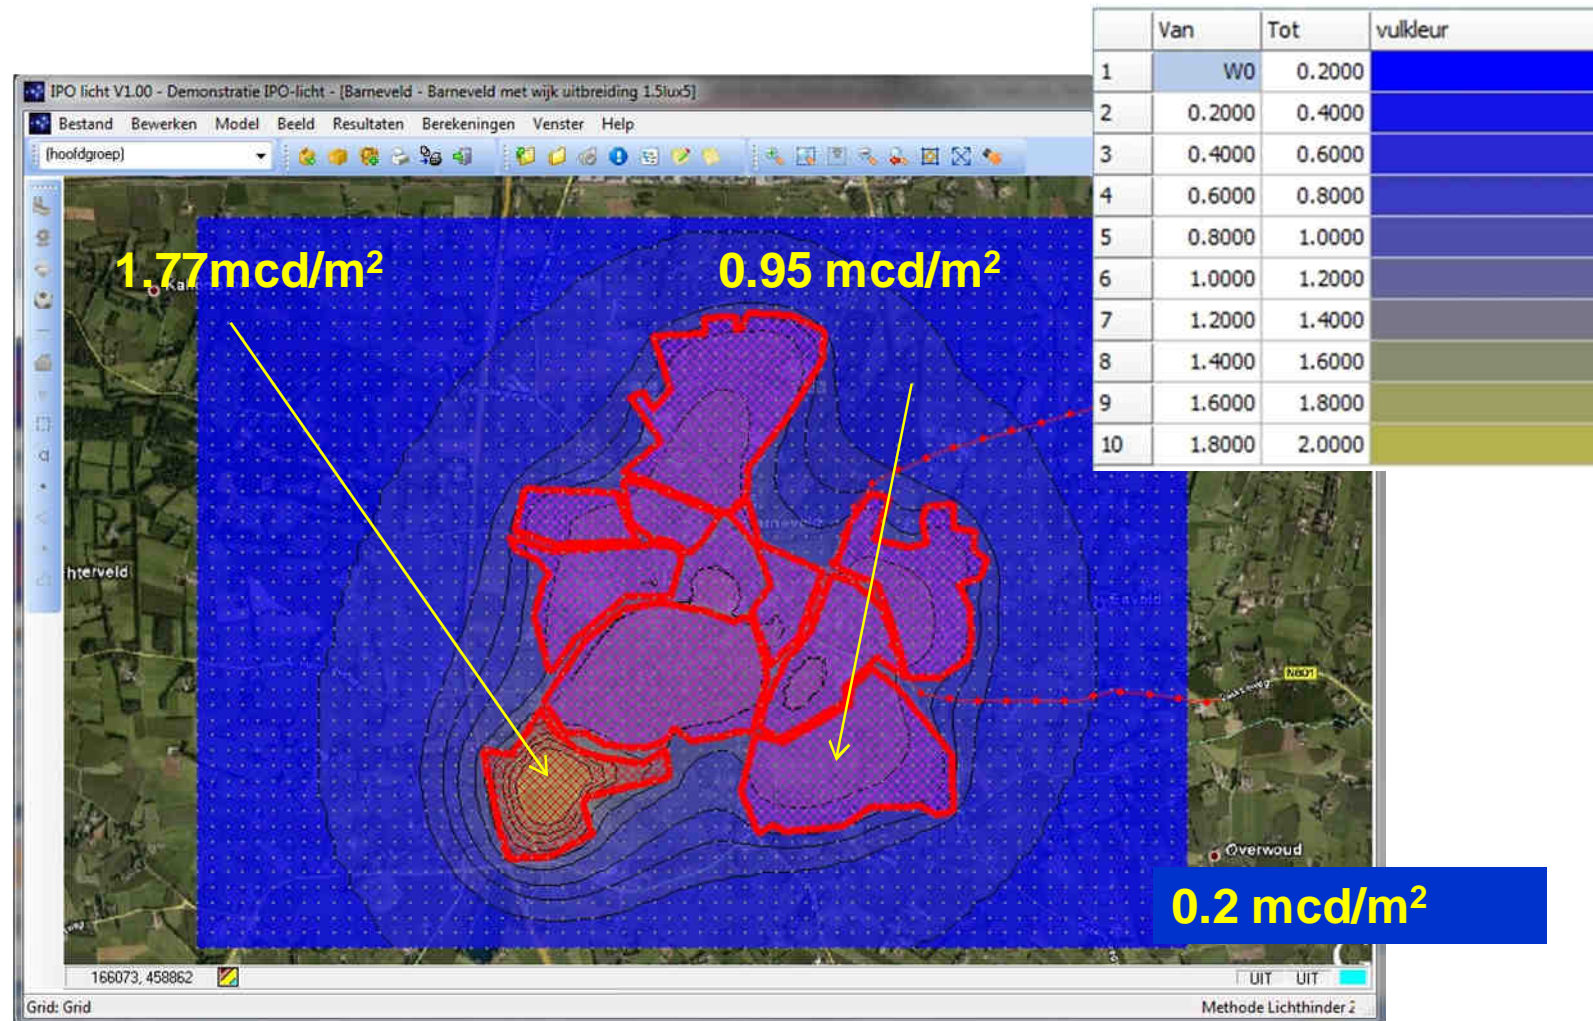 Van Tot vulkleur
1 W0 0.2000
2 0.2000 0.4000
3 0.4000 0.6000
4 0.6000 0.8000
5 0.8000 1.0000
6 1.0000 1.2000
7 1.2000 1.4000
8 1.4000 1.6000
9 1.6000 1.8000
10 1.8000 2.0000
IPO licht V1.00 - Demonstratie IPO-licht - [Barneveld - Barneveld met wijk uitbreiding 1.5lux5]
Bestand Bewerken Model Beeld Resultaten Berekeningen Venster Help
(hoofdgroep)
1.77mcd/m²
0.95 mcd/m²
hterveld
Overwoud
0.2 mcd/m²
166073, 458862
UIT UIT
Grid: Grid
Methode Lichthinder 2